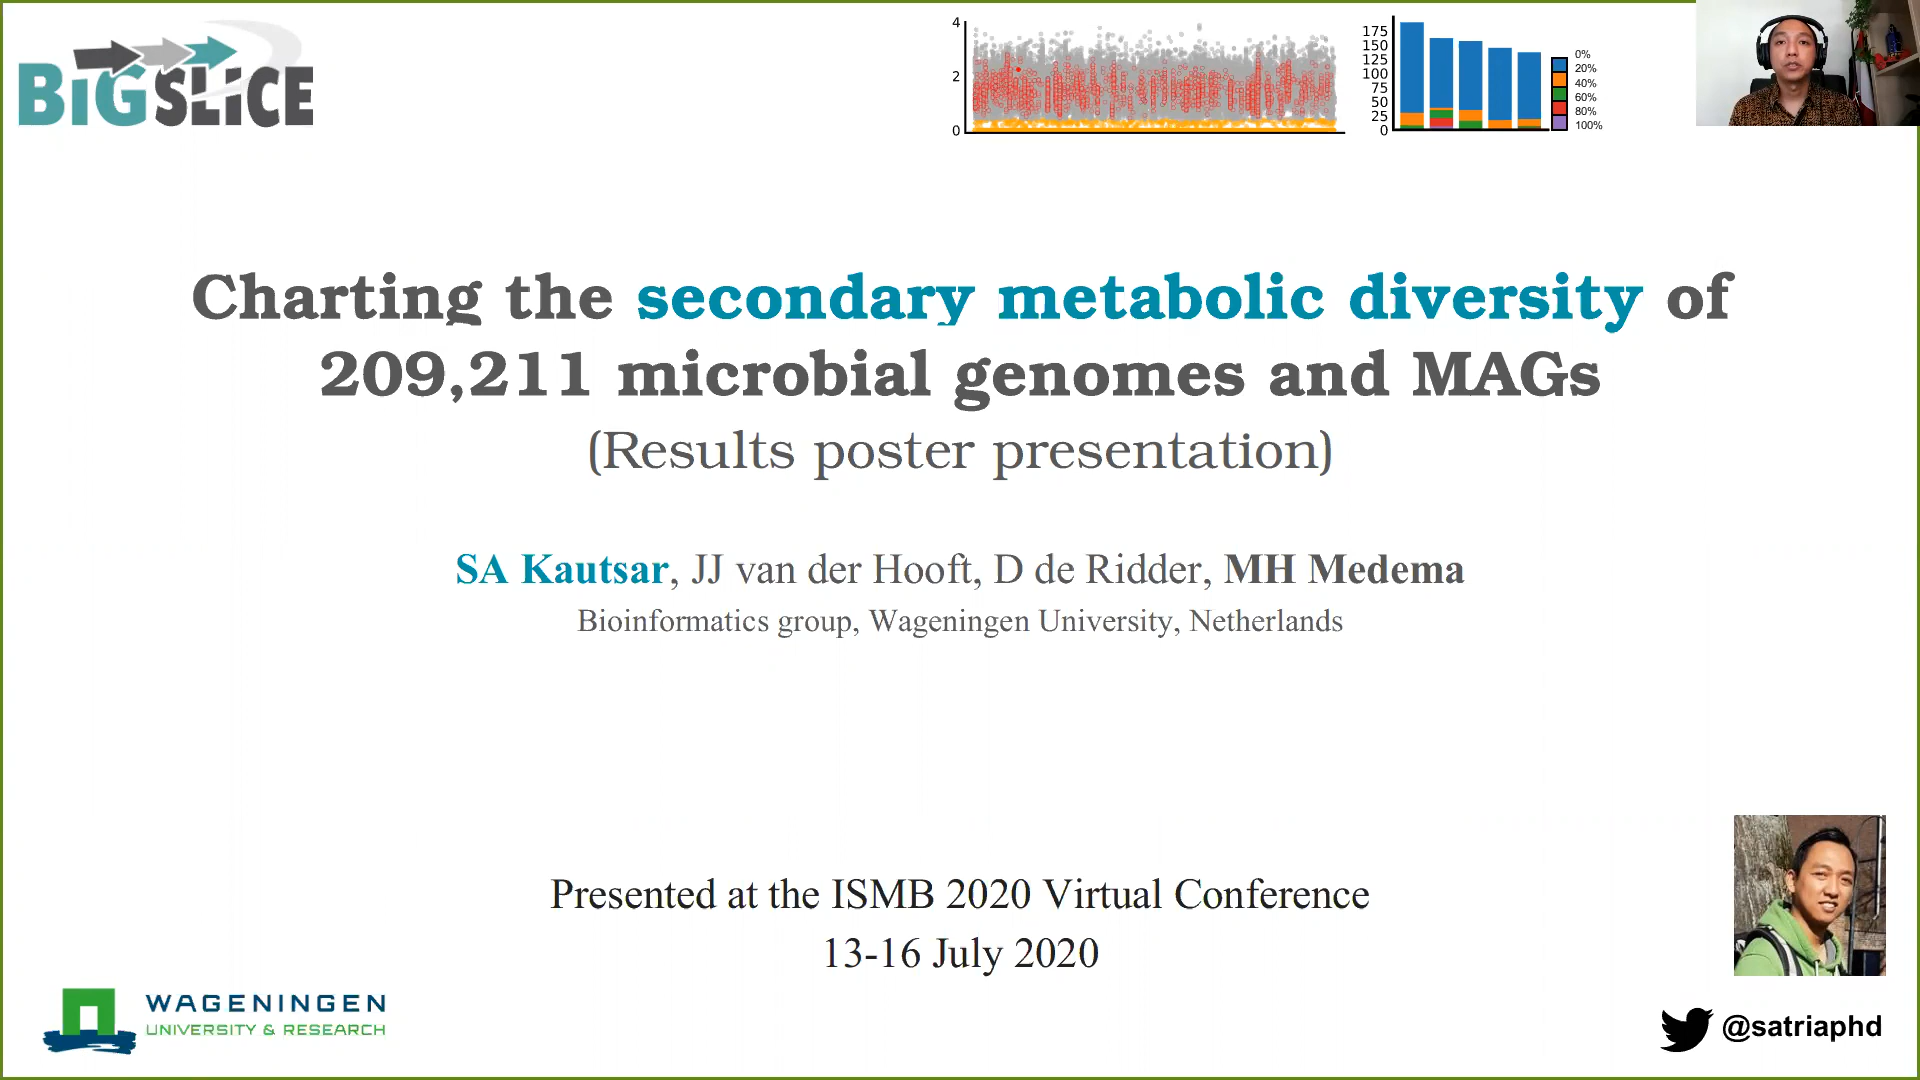 BiG SLiCE
4
2
0
175
150
125
100
75
50
25
0
0%
20%
40%
60%
80%
100%
Charting the secondary metabolic diversity of
209,211 microbial genomes and MAGs
(Results poster presentation)
SA Kautsar, JJ van der Hooft, D de Ridder, MH Medema
Bioinformatics group, Wageningen University, Netherlands
Presented at the ISMB 2020 Virtual Conference
13-16 July 2020
WAGENINGEN
UNIVERSITY & RESEARCH
@satriaphd